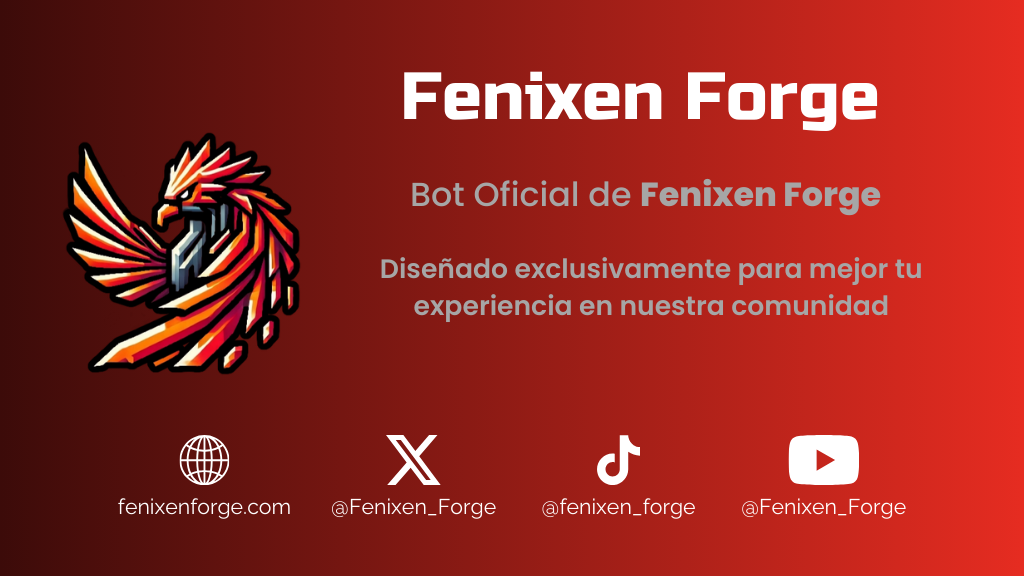 Fenixen Forge
Bot Oficial de Fenixen Forge
Diseñado exclusivamente para mejor tu
experiencia en nuestra comunidad
fenixenforge.com
@Fenixen_Forge
@fenixen_forge
@Fenixen_Forge